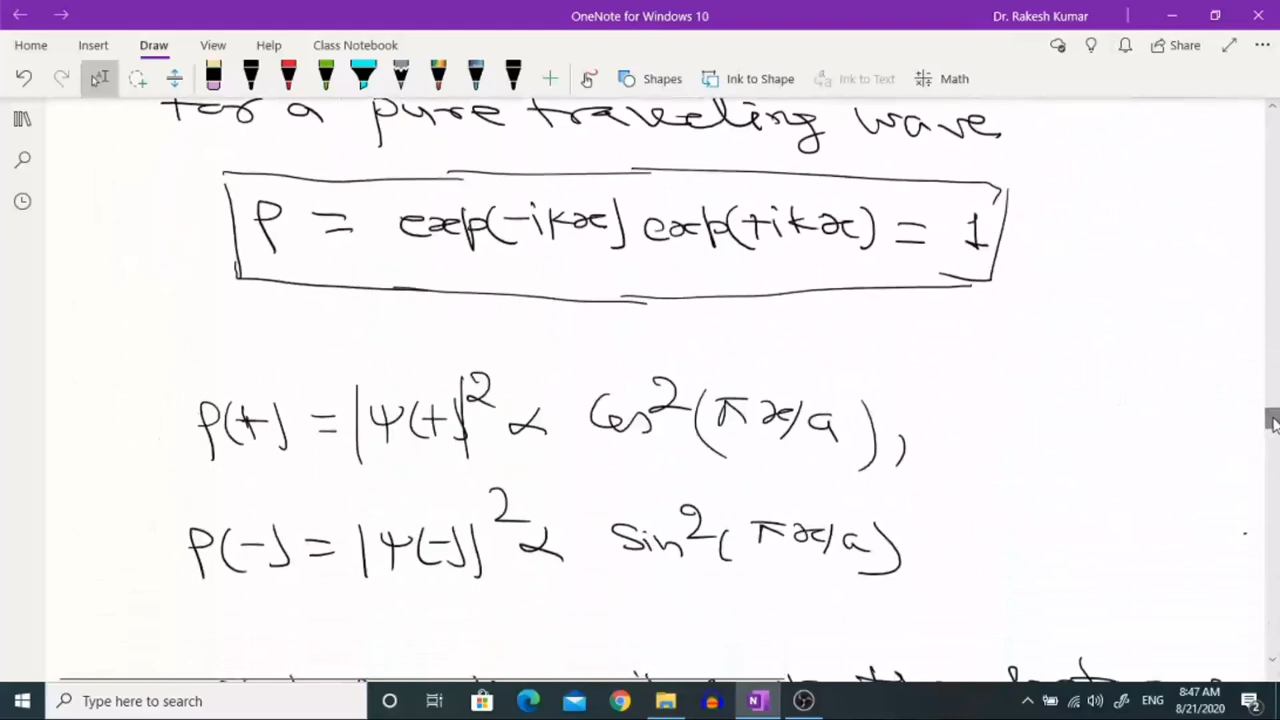 OneNote for Windows 10
Dr. Rakesh Kumar
Home Insert Draw View Help Class Notebook
Share
Shapes Ink to Shape Ink to Text Math
for a pure traveling wave
ρ = exp(-ikx) exp(+ikx) = 1
ρ(+) = |ψ(+)|² α Cos² (πx/a),
ρ(-) = |ψ(-)|² α Sin² (πx/a)
Type here to search
ENG
8:47 AM
8/21/2020
2